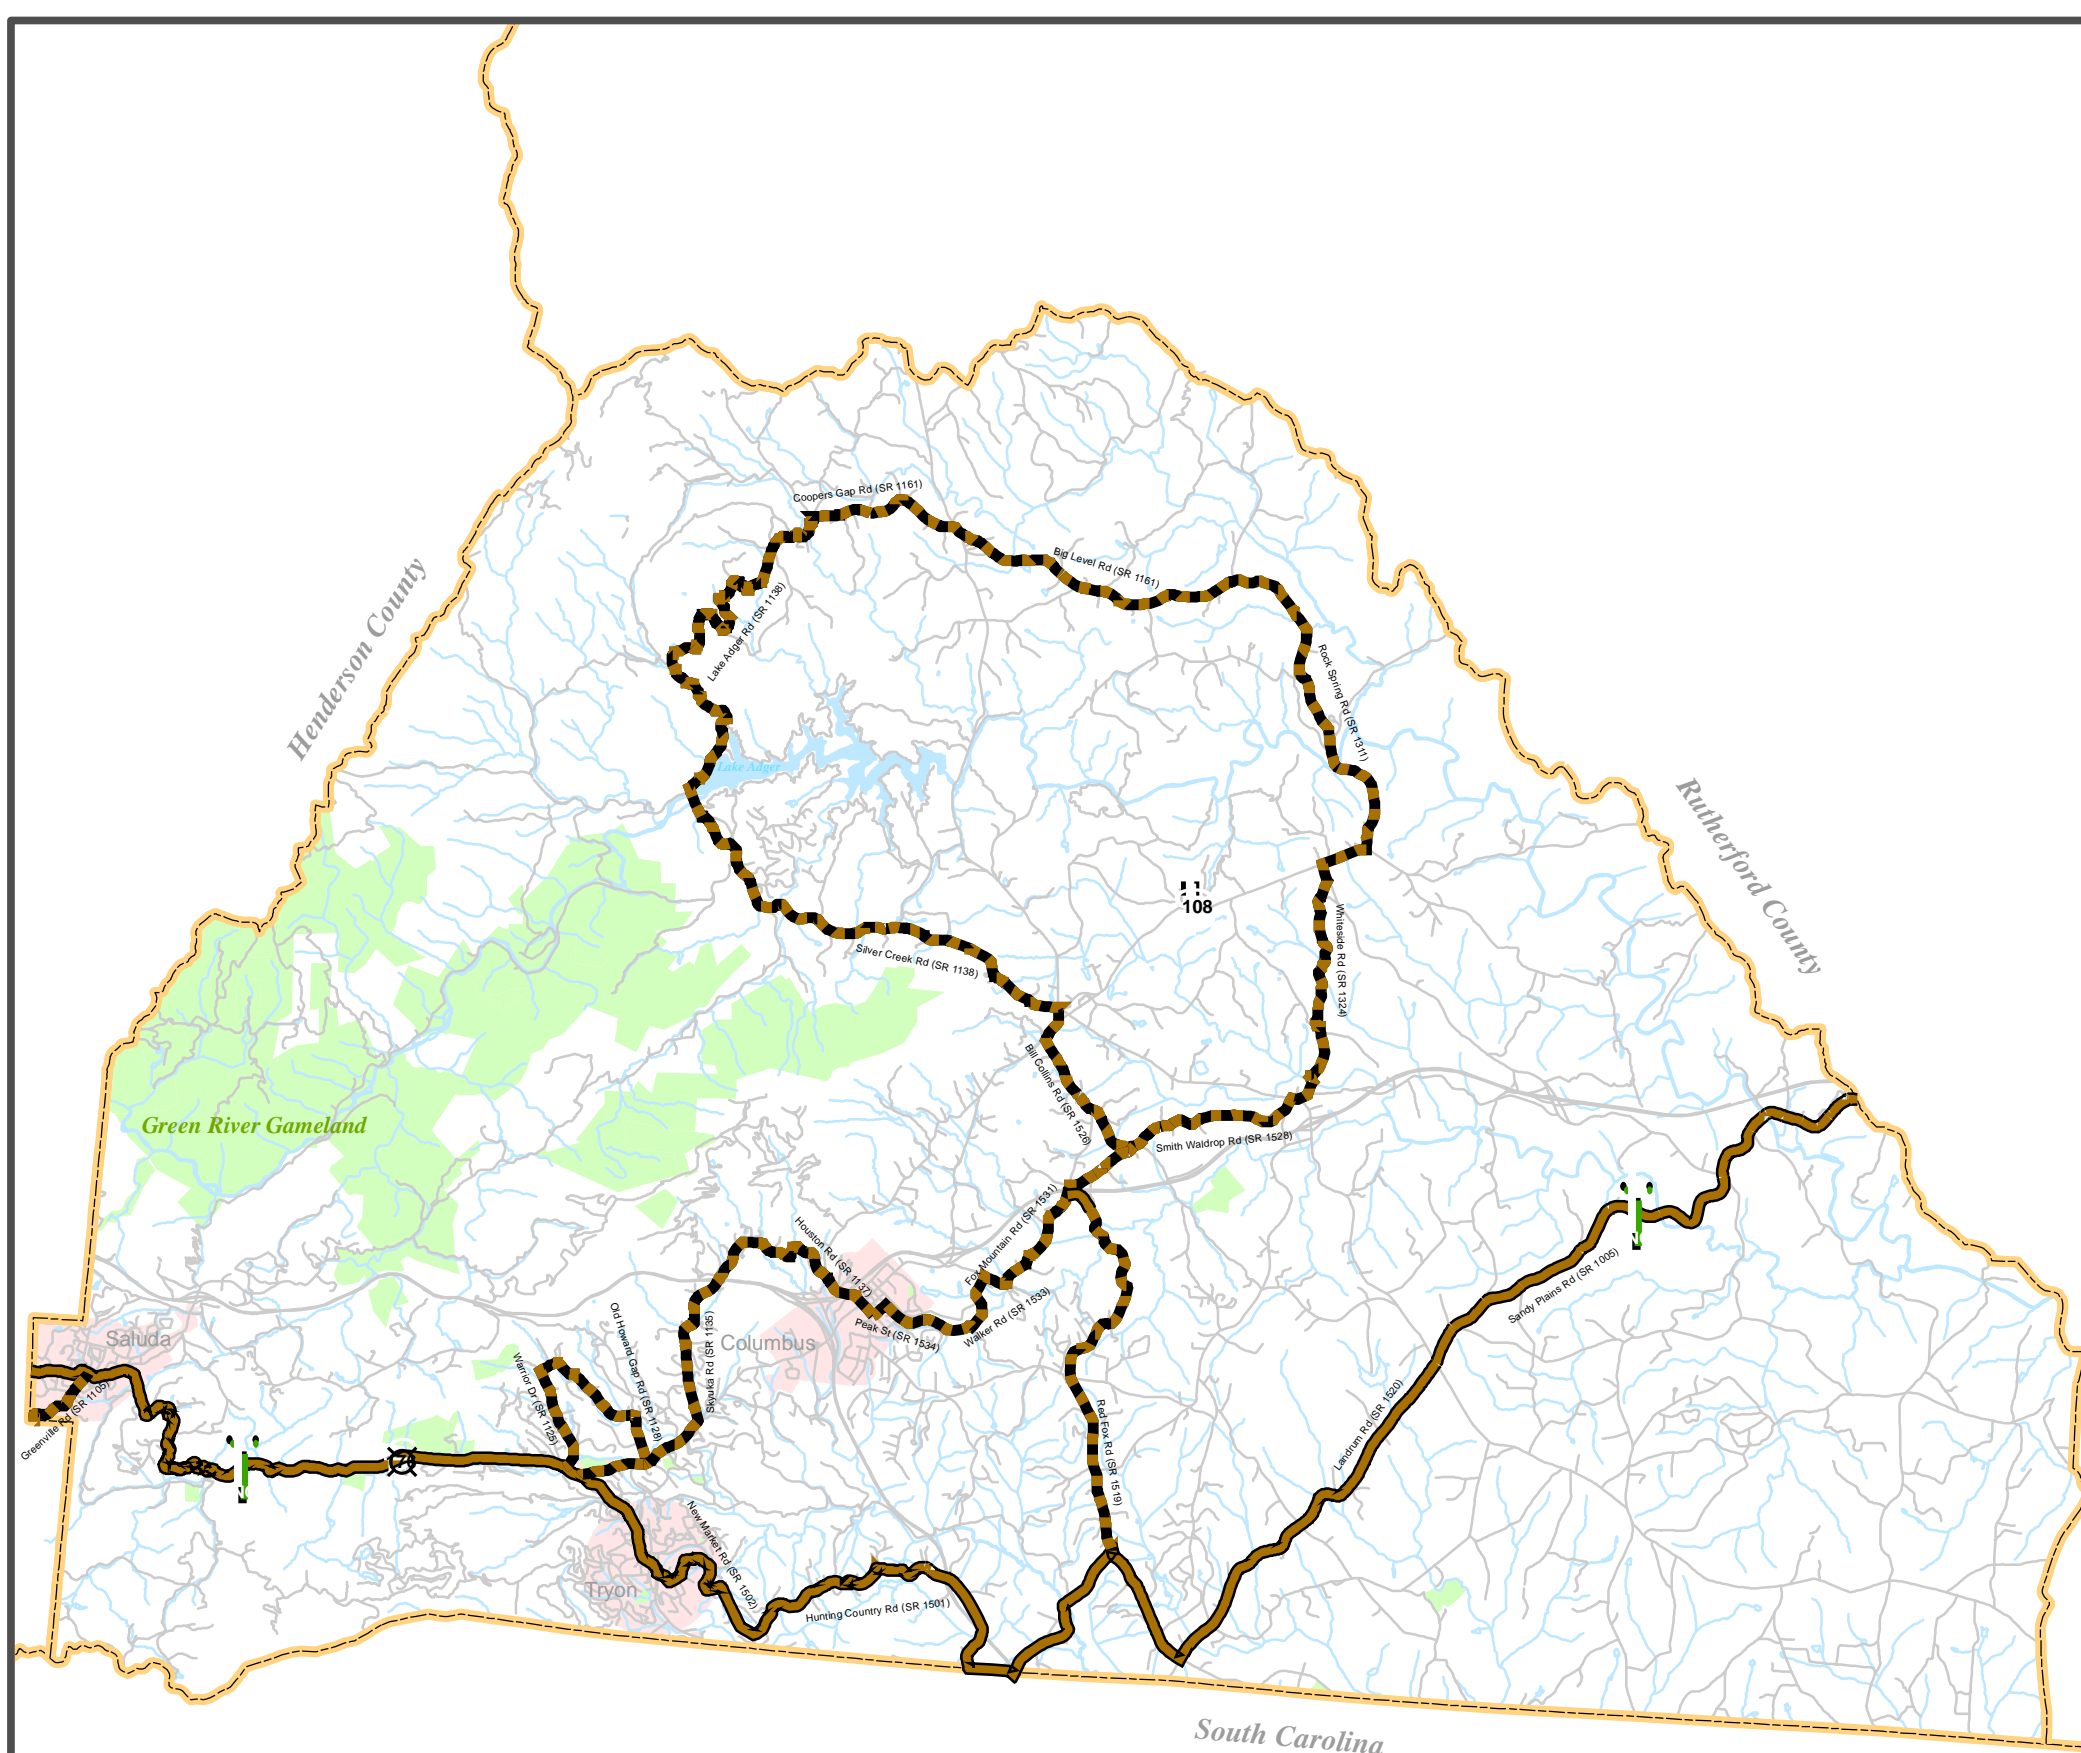 Coopers Gap Rd (SR 1161)
Big Level Rd (SR 1161)
Lake Adger Rd (SR 1138)
Henderson County
Rock Spring Rd (SR 1311)
Lake Adger
Rutherford County
108
Whiteside Rd (SR 1324)
Silver Creek Rd (SR 1138)
Bill Collins Rd (SR 1526)
Green River Gameland
Smith Waldrop Rd (SR 1528)
Fox Mountain Rd (SR 1531)
Houston Rd (SR 1137)
Walker Rd (SR 1533)
Sandy Plains Rd (SR 1005)
Saluda
Columbus
Peak St (SR 1534)
Old Howard Gap Rd (SR 1128)
Skyuka Rd (SR 1135)
Warrior Dr (SR 1125)
Greenville Rd (SR 1105)
Red Fox Rd (SR 1519)
Landrum Rd (SR 1520)
176
New Market Rd (SR 1502)
Tryon
Hunting Country Rd (SR 1501)
South Carolina